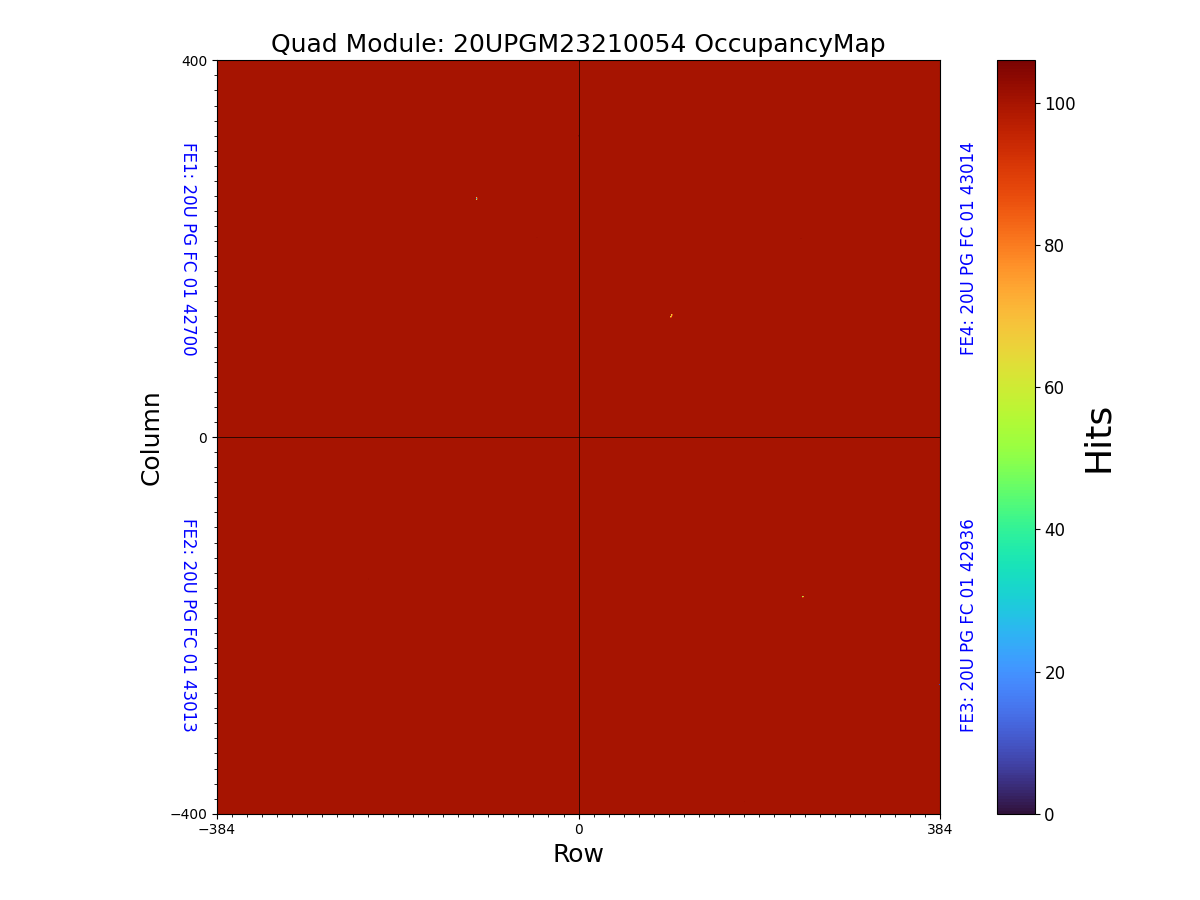 Quad Module: 20UPGM23210054 OccupancyMap
400
0
−400
−384
0
384
Column
Row
FE1: 20U PG FC 01 42700
FE2: 20U PG FC 01 43013
FE4: 20U PG FC 01 43014
FE3: 20U PG FC 01 42936
100
80
60
40
20
0
Hits